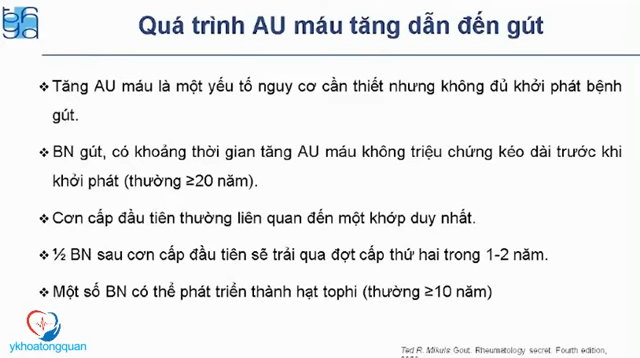 Quá trình AU máu tăng dẫn đến gút
❖ Tăng AU máu là một yếu tố nguy cơ cần thiết nhưng không đủ khởi phát bệnh
gút.
❖ BN gút, có khoảng thời gian tăng AU máu không triệu chứng kéo dài trước khi
khởi phát (thường ≥20 năm).
❖ Cơn cấp đầu tiên thường liên quan đến một khớp duy nhất.
❖ ½ BN sau cơn cấp đầu tiên sẽ trải qua đợt cấp thứ hai trong 1-2 năm.
❖ Một số BN có thể phát triển thành hạt tophi (thường ≥10 năm)
ykhoatongquan
Ted R. Mikuls Gout. Rheumatology secret. Fourth edition,